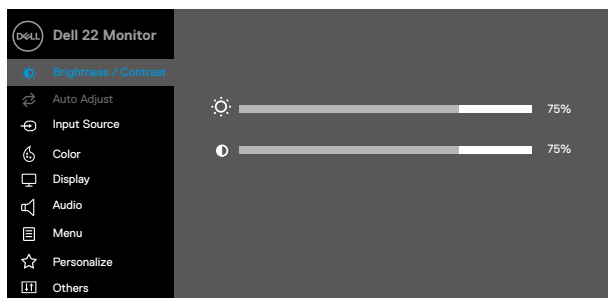 DELL Dell 22 Monitor
Brightness / Contrast
Auto Adjust
75%
Input Source
Color
75%
Display
Audio
Menu
Personalize
Others